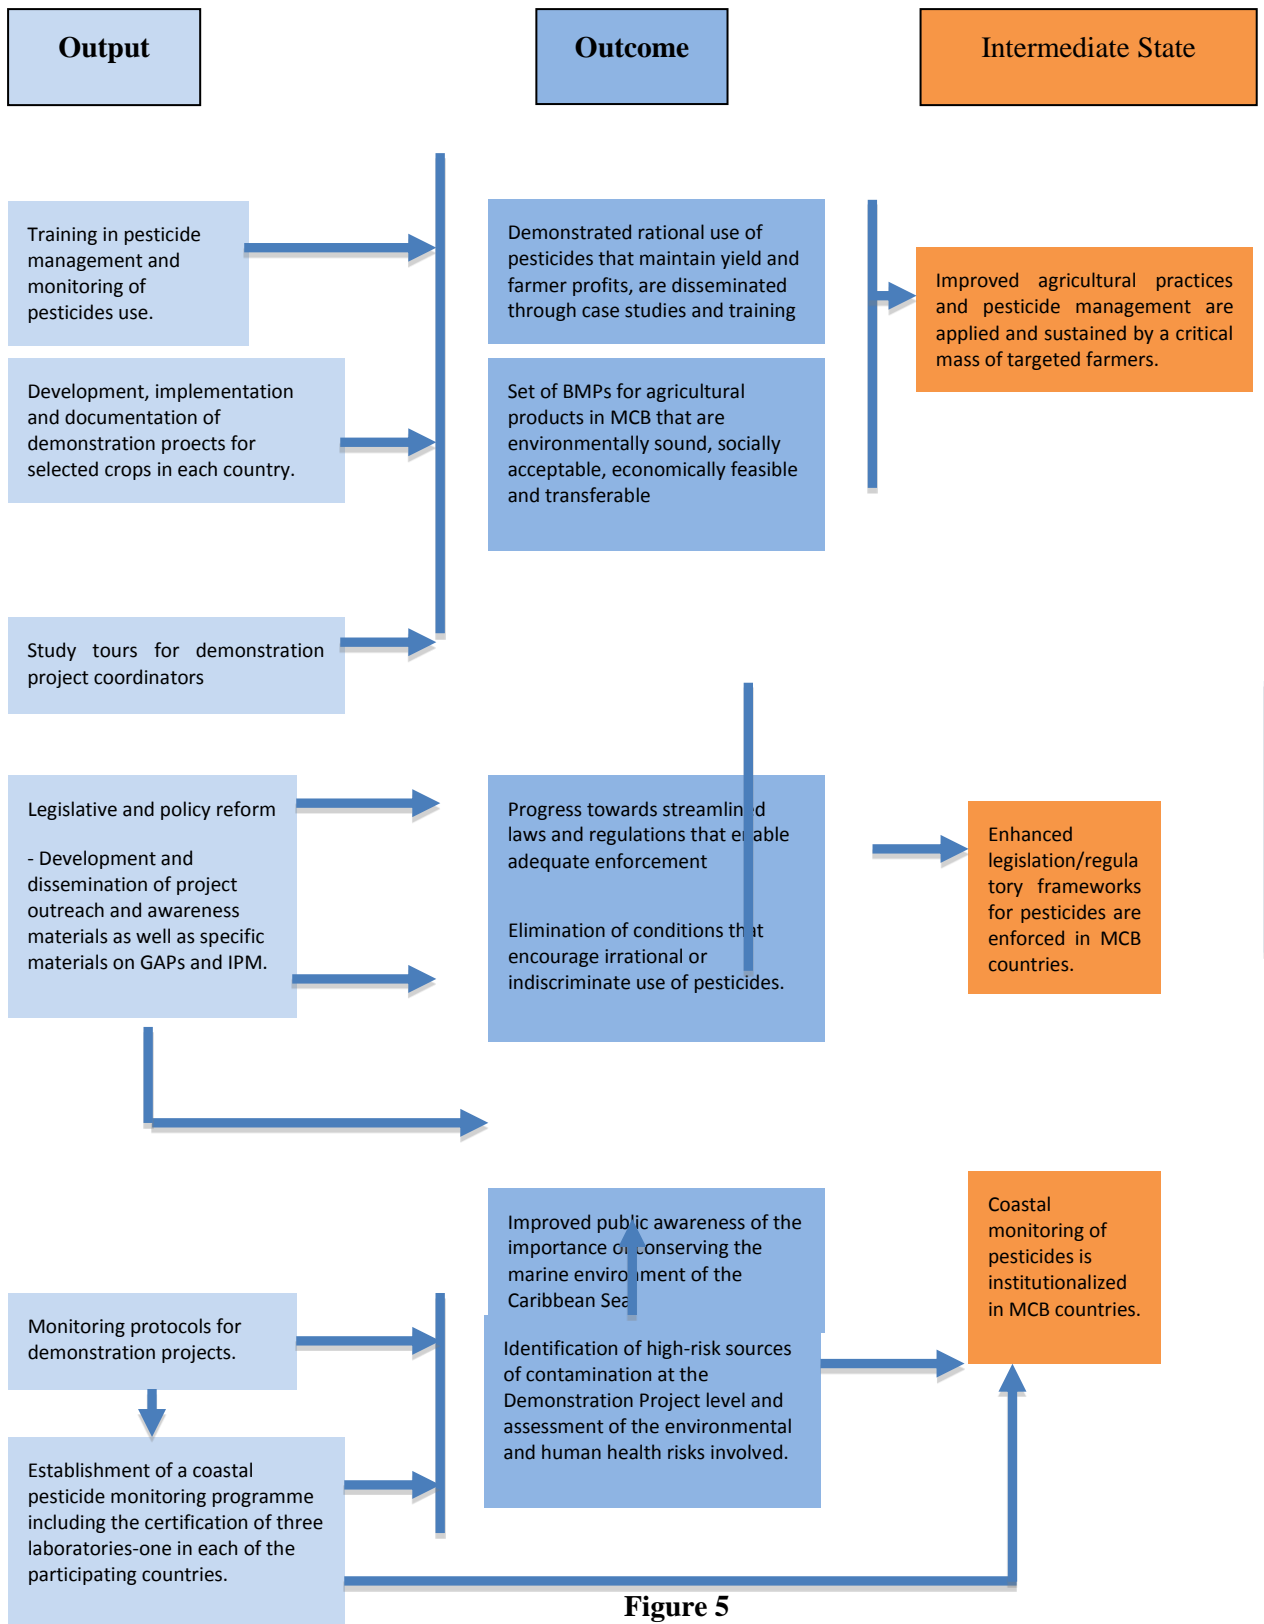 Output
Outcome
Intermediate State
Training in pesticide
management and
monitoring of
pesticides use.
Demonstrated rational use of
pesticides that maintain yield and
farmer profits, are disseminated
through case studies and training
Improved agricultural practices
and pesticide management are
applied and sustained by a critical
mass of targeted farmers.
Development, implementation
and documentation of
demonstration proects for
selected crops in each country.
Set of BMPs for agricultural
products in MCB that are
environmentally sound, socially
acceptable, economically feasible
and transferable
Study tours for demonstration
project coordinators
Legislative and policy reform
- Development and
dissemination of project
outreach and awareness
materials as well as specific
materials on GAPs and IPM.
Progress towards streamlined
laws and regulations that enable
adequate enforcement
Elimination of conditions that
encourage irrational or
indiscriminate use of pesticides.
Enhanced
legislation/regula
tory frameworks
for pesticides are
enforced in MCB
countries.
Improved public awareness of the
importance of conserving the
marine environment of the
Caribbean Sea
Coastal
monitoring of
pesticides is
institutionalized
in MCB countries.
Monitoring protocols for
demonstration projects.
Identification of high-risk sources
of contamination at the
Demonstration Project level and
assessment of the environmental
and human health risks involved.
Establishment of a coastal
pesticide monitoring programme
including the certification of three
laboratories-one in each of the
participating countries.
Figure 5